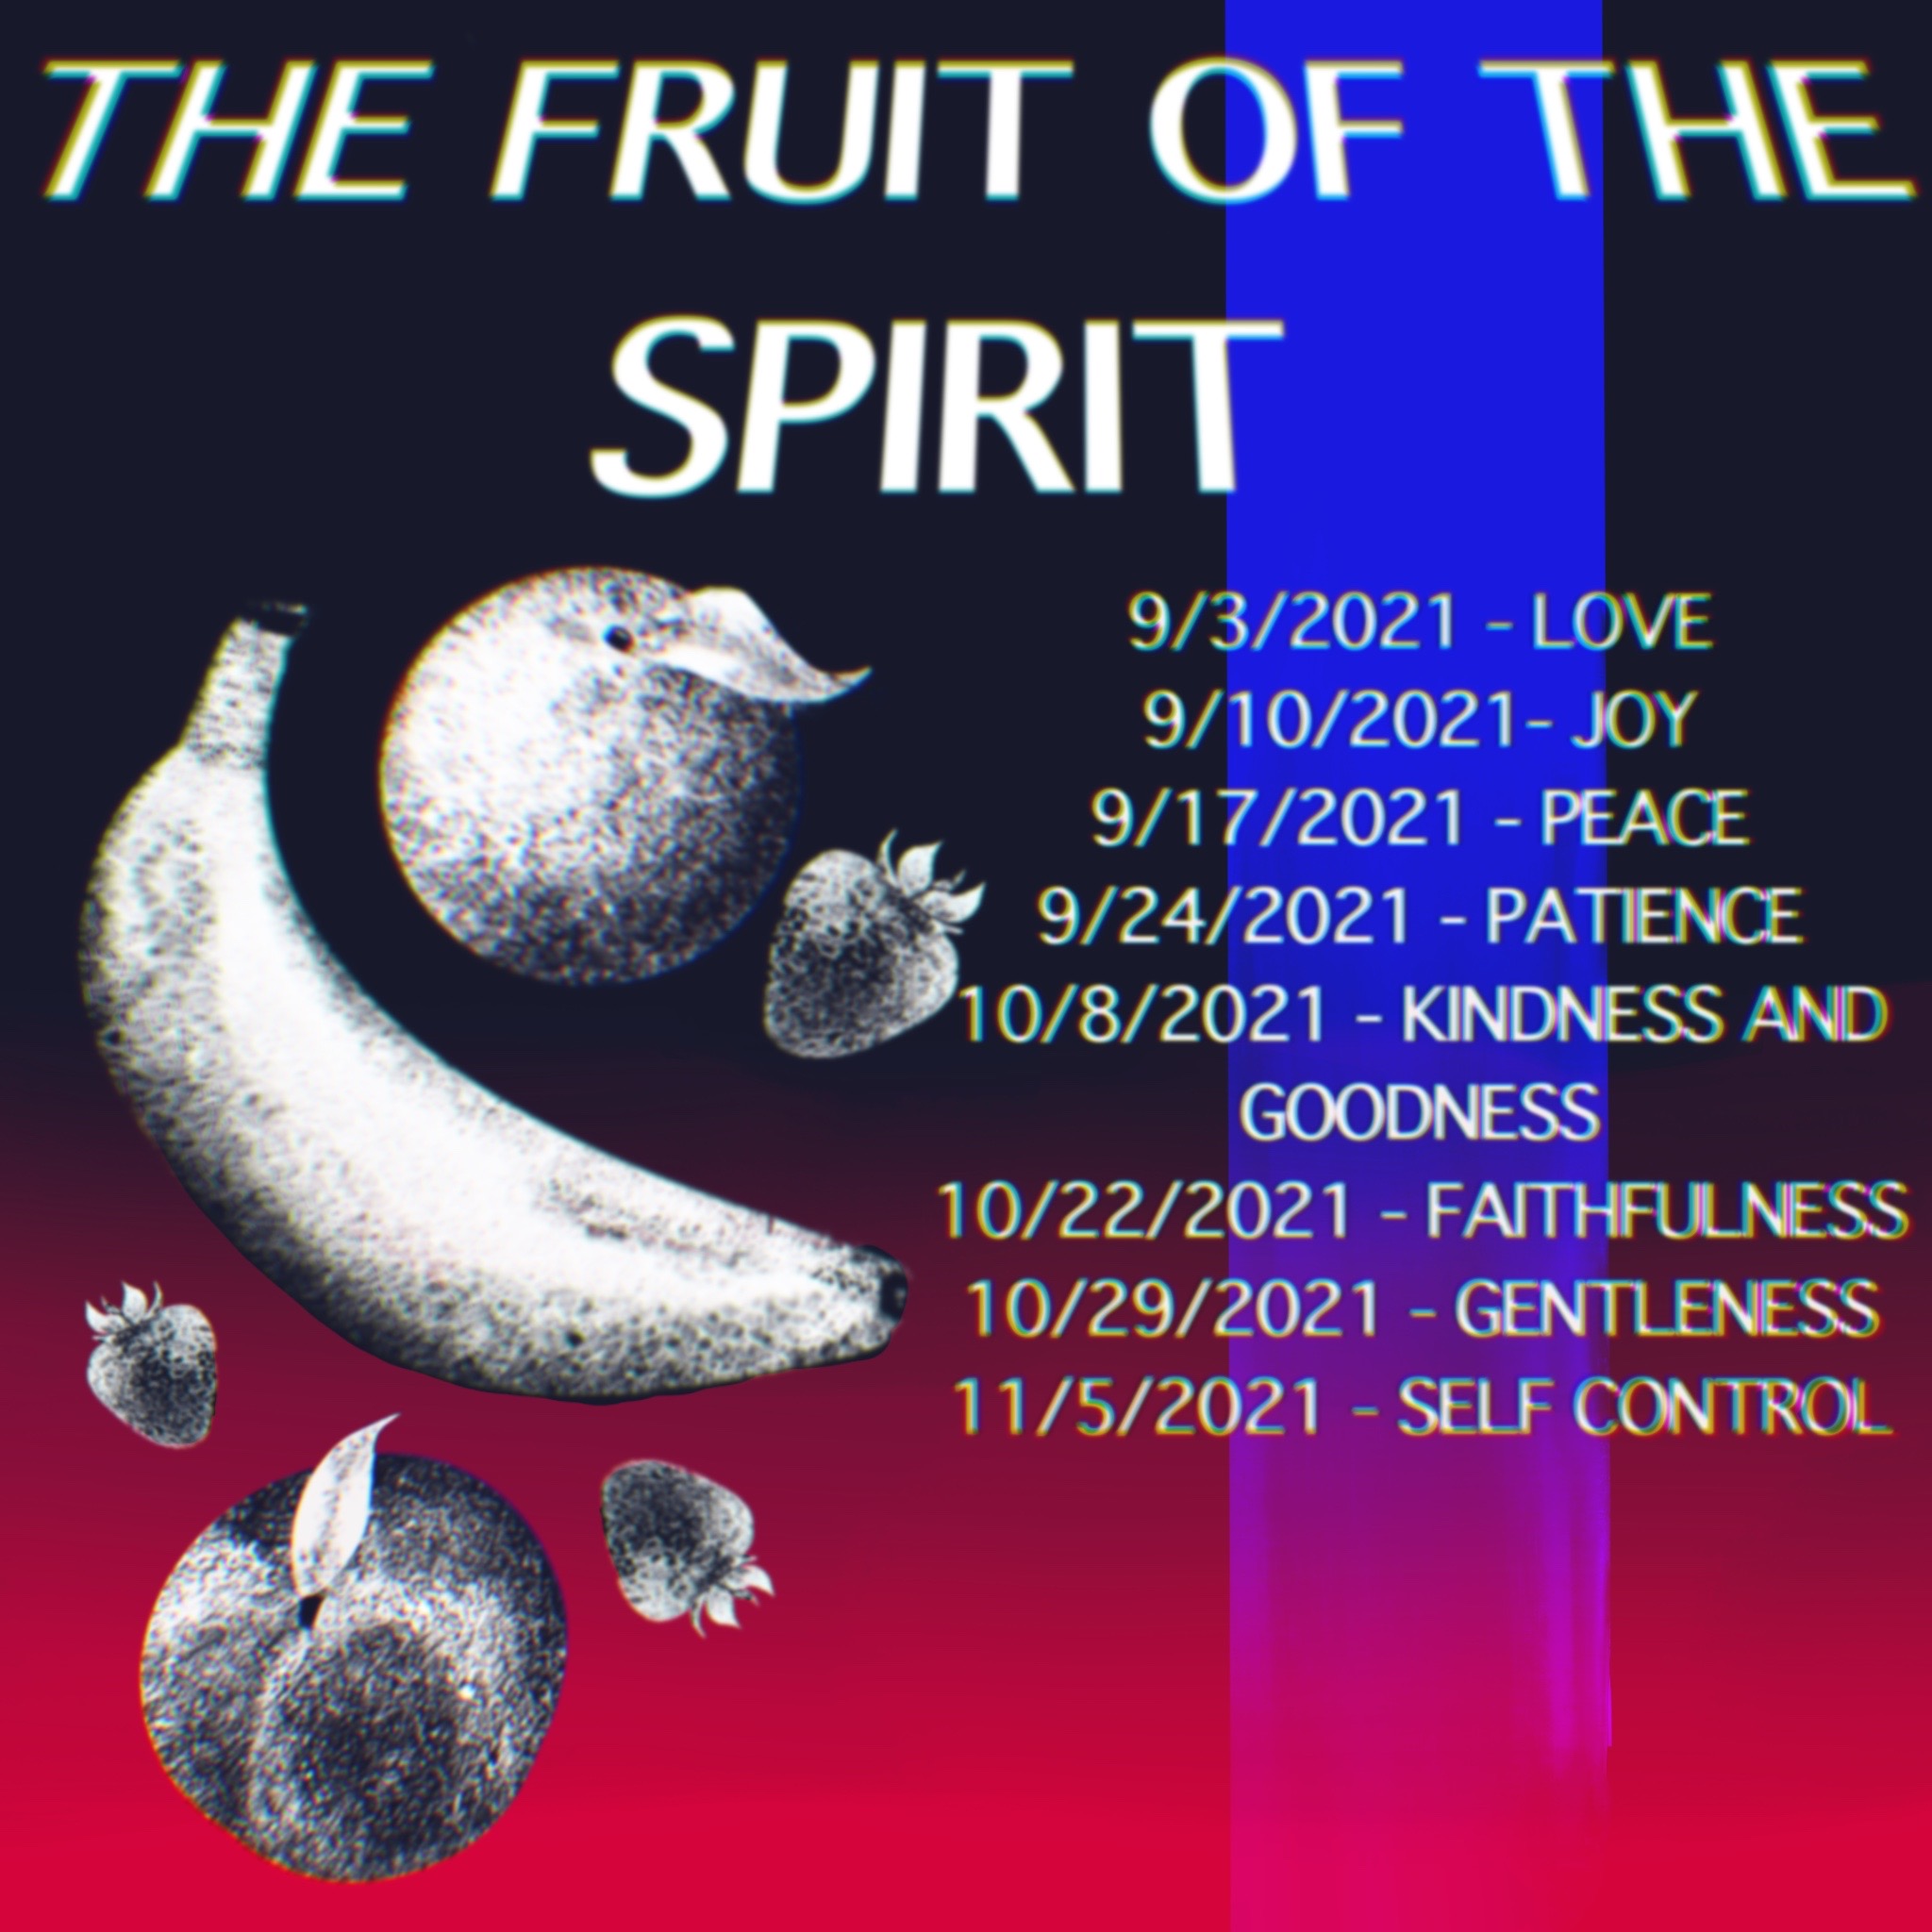 THE FRUIT OF THE
SPIRIT
9/3/2021 - LOVE
9/10/2021- JOY
9/17/2021 - PEACE
9/24/2021 - PATIENCE
10/8/2021 - KINDNESS AND
GOODNESS
10/22/2021 - FAITHFULNESS
10/29/2021 - GENTLENESS
11/5/2021 - SELF CONTROL